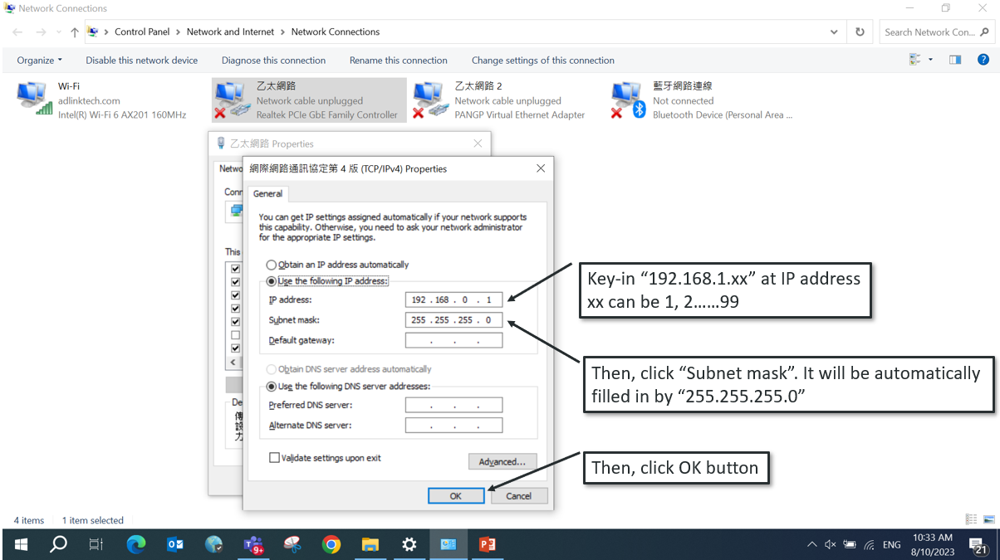 Network Connections
Control Panel > Network and Internet > Network Connections
Search Network Con...
Organize
Disable this network device
Diagnose this connection
Rename this connection
Change settings of this connection
Wi-Fi
adlinktech.com
Intel(R) Wi-Fi 6 AX201 160MHz
乙太網路
Network cable unplugged
Realtek PCIe GbE Family Controller
乙太網路 2
Network cable unplugged
PANGP Virtual Ethernet Adapter
藍牙網路連線
Not connected
Bluetooth Device (Personal Area ...
乙太網路 Properties
Netwo
Conn
This
De
網際網路通訊協定第 4 版 (TCP/IPv4) Properties
General
You can get IP settings assigned automatically if your network supports
this capability. Otherwise, you need to ask your network administrator
for the appropriate IP settings.
Obtain an IP address automatically
Use the following IP address:
IP address:
192 . 168 . 0 . 1
Subnet mask:
255 . 255 . 255 . 0
Default gateway:
. . .
Obtain DNS server address automatically
Use the following DNS server addresses:
Preferred DNS server:
. . .
Alternate DNS server:
. . .
Validate settings upon exit
Advanced...
OK
Cancel
Key-in “192.168.1.xx” at IP address
xx can be 1, 2……99
Then, click “Subnet mask”. It will be automatically
filled in by “255.255.255.0”
Then, click OK button
4 items
1 item selected
9+
ENG
10:33 AM
8/10/2023
21